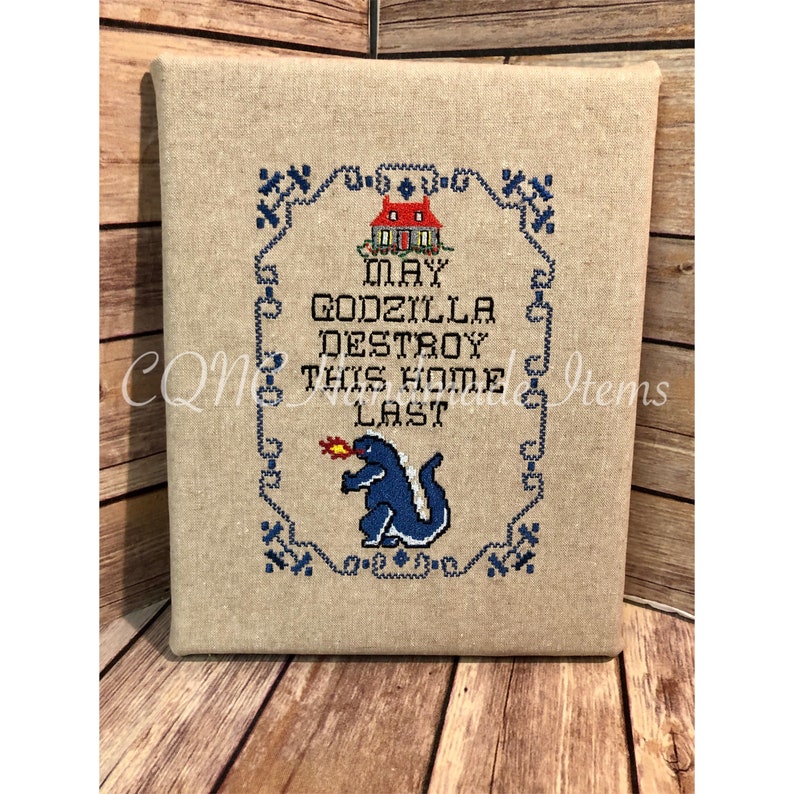 MAY
GODZILLA
DESTROY
THIS HOME
LAST
CQNC Handmade Items